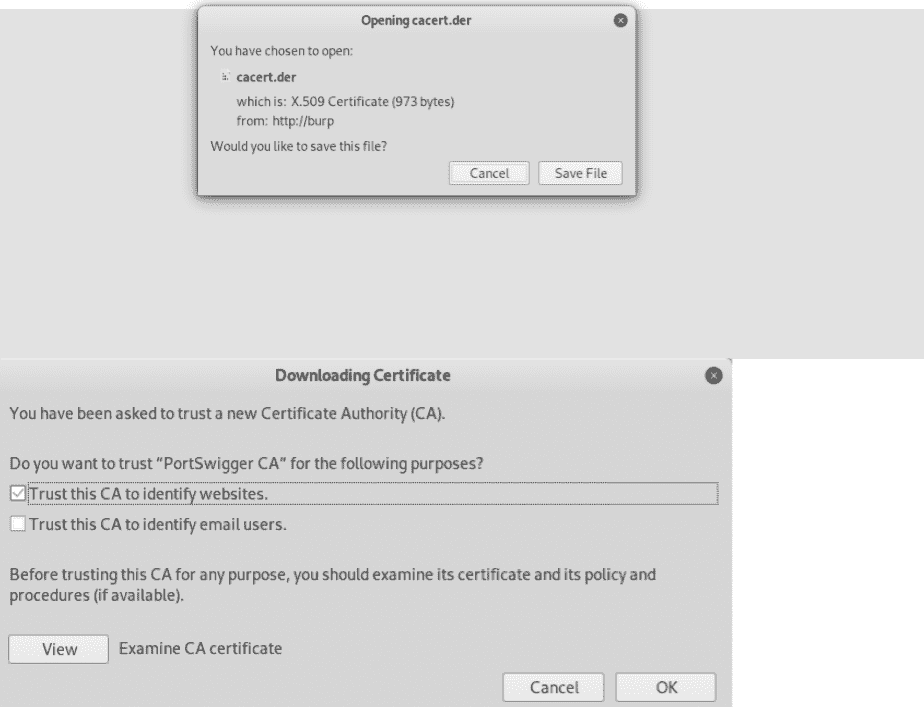 Opening cacert.der
You have chosen to open:
cacert.der
which is: X.509 Certificate (973 bytes)
from: http://burp
Would you like to save this file?
Cancel
Save File
Downloading Certificate
You have been asked to trust a new Certificate Authority (CA).
Do you want to trust “PortSwigger CA” for the following purposes?
Trust this CA to identify websites.
Trust this CA to identify email users.
Before trusting this CA for any purpose, you should examine its certificate and its policy and
procedures (if available).
View
Examine CA certificate
Cancel
OK